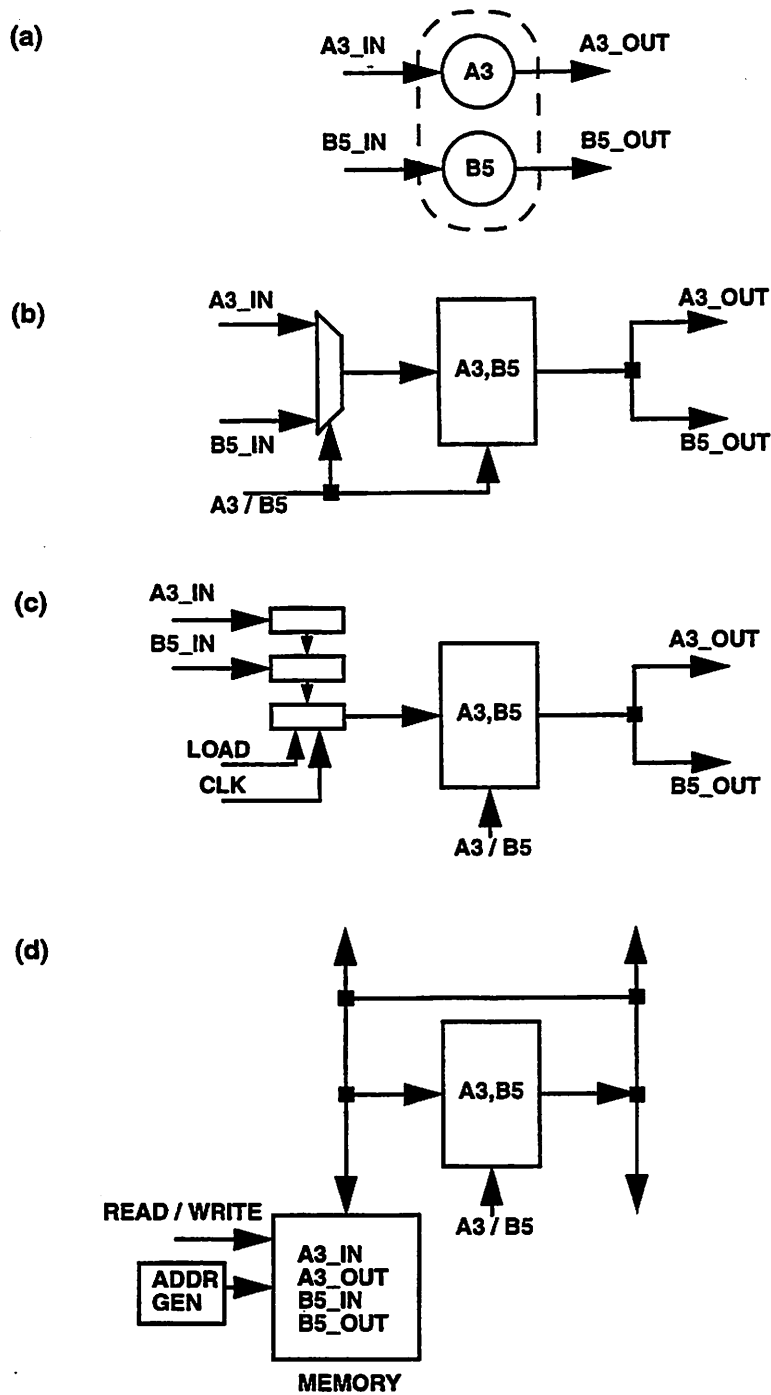 (a)
A3_IN
A3
A3_OUT
B5_IN
B5
B5_OUT
(b)
A3_IN
A3_OUT
A3,B5
B5_IN
B5_OUT
A3 / B5
(c)
A3_IN
B5_IN
A3_OUT
A3,B5
LOAD
CLK
B5_OUT
A3 / B5
(d)
A3,B5
READ / WRITE
A3 / B5
ADDR
GEN
A3_IN
A3_OUT
B5_IN
B5_OUT
MEMORY